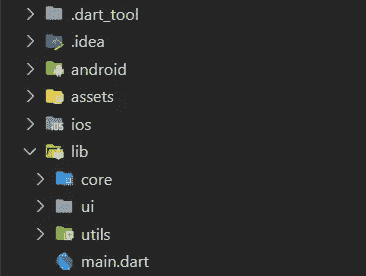 .dart_tool
.idea
android
assets
ios
lib
core
ui
utils
main.dart